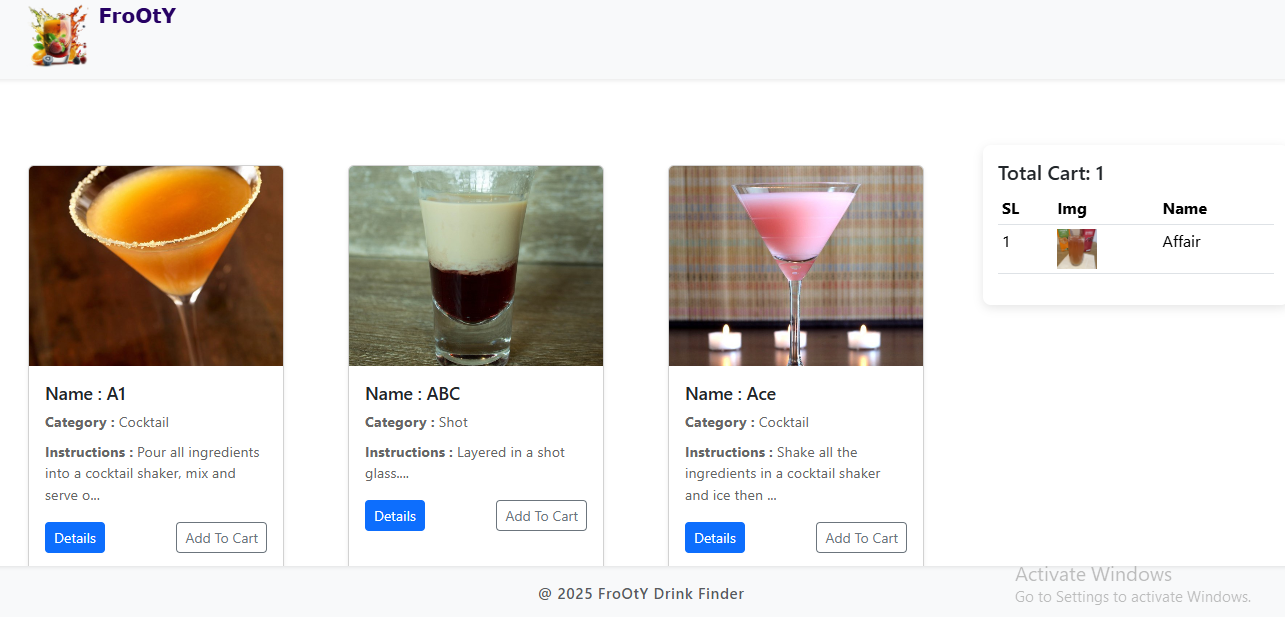 FroOtY
Total Cart: 1
SL Img Name
1 Affair
Name : A1
Category : Cocktail
Instructions : Pour all ingredients
into a cocktail shaker, mix and
serve o...
Details Add To Cart
Name : ABC
Category : Shot
Instructions : Layered in a shot
glass....
Details Add To Cart
Name : Ace
Category : Cocktail
Instructions : Shake all the
ingredients in a cocktail shaker
and ice then ...
Details Add To Cart
@ 2025 FroOtY Drink Finder
Activate Windows
Go to Settings to activate Windows.